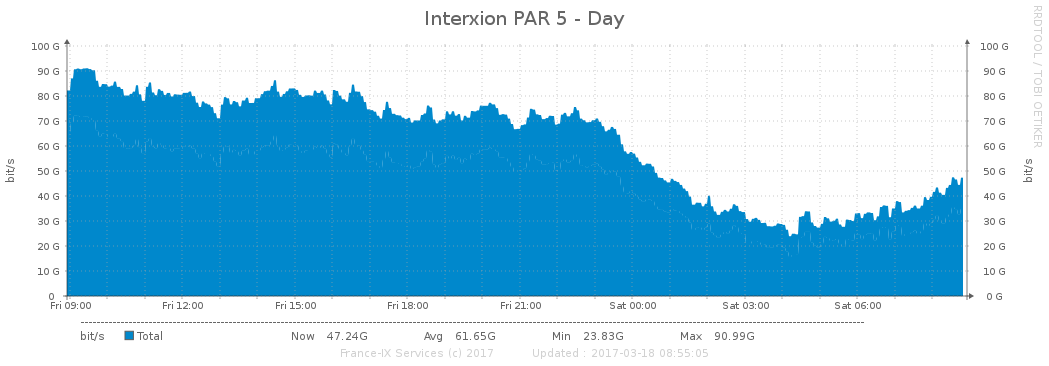 Interxion PAR 5 - Day
RRDTOOL / TOBI OETIKER
bit/s
100 G
90 G
80 G
70 G
60 G
50 G
40 G
30 G
20 G
10 G
0
100 G
90 G
80 G
70 G
60 G
50 G
40 G
30 G
20 G
10 G
0 G
bit/s
Fri 09:00 Fri 12:00 Fri 15:00 Fri 18:00 Fri 21:00 Sat 00:00 Sat 03:00 Sat 06:00
bit/s Total Now 47.24G Avg 61.65G Min 23.83G Max 90.99G
France-IX Services (c) 2017 Updated : 2017-03-18 08:55:05